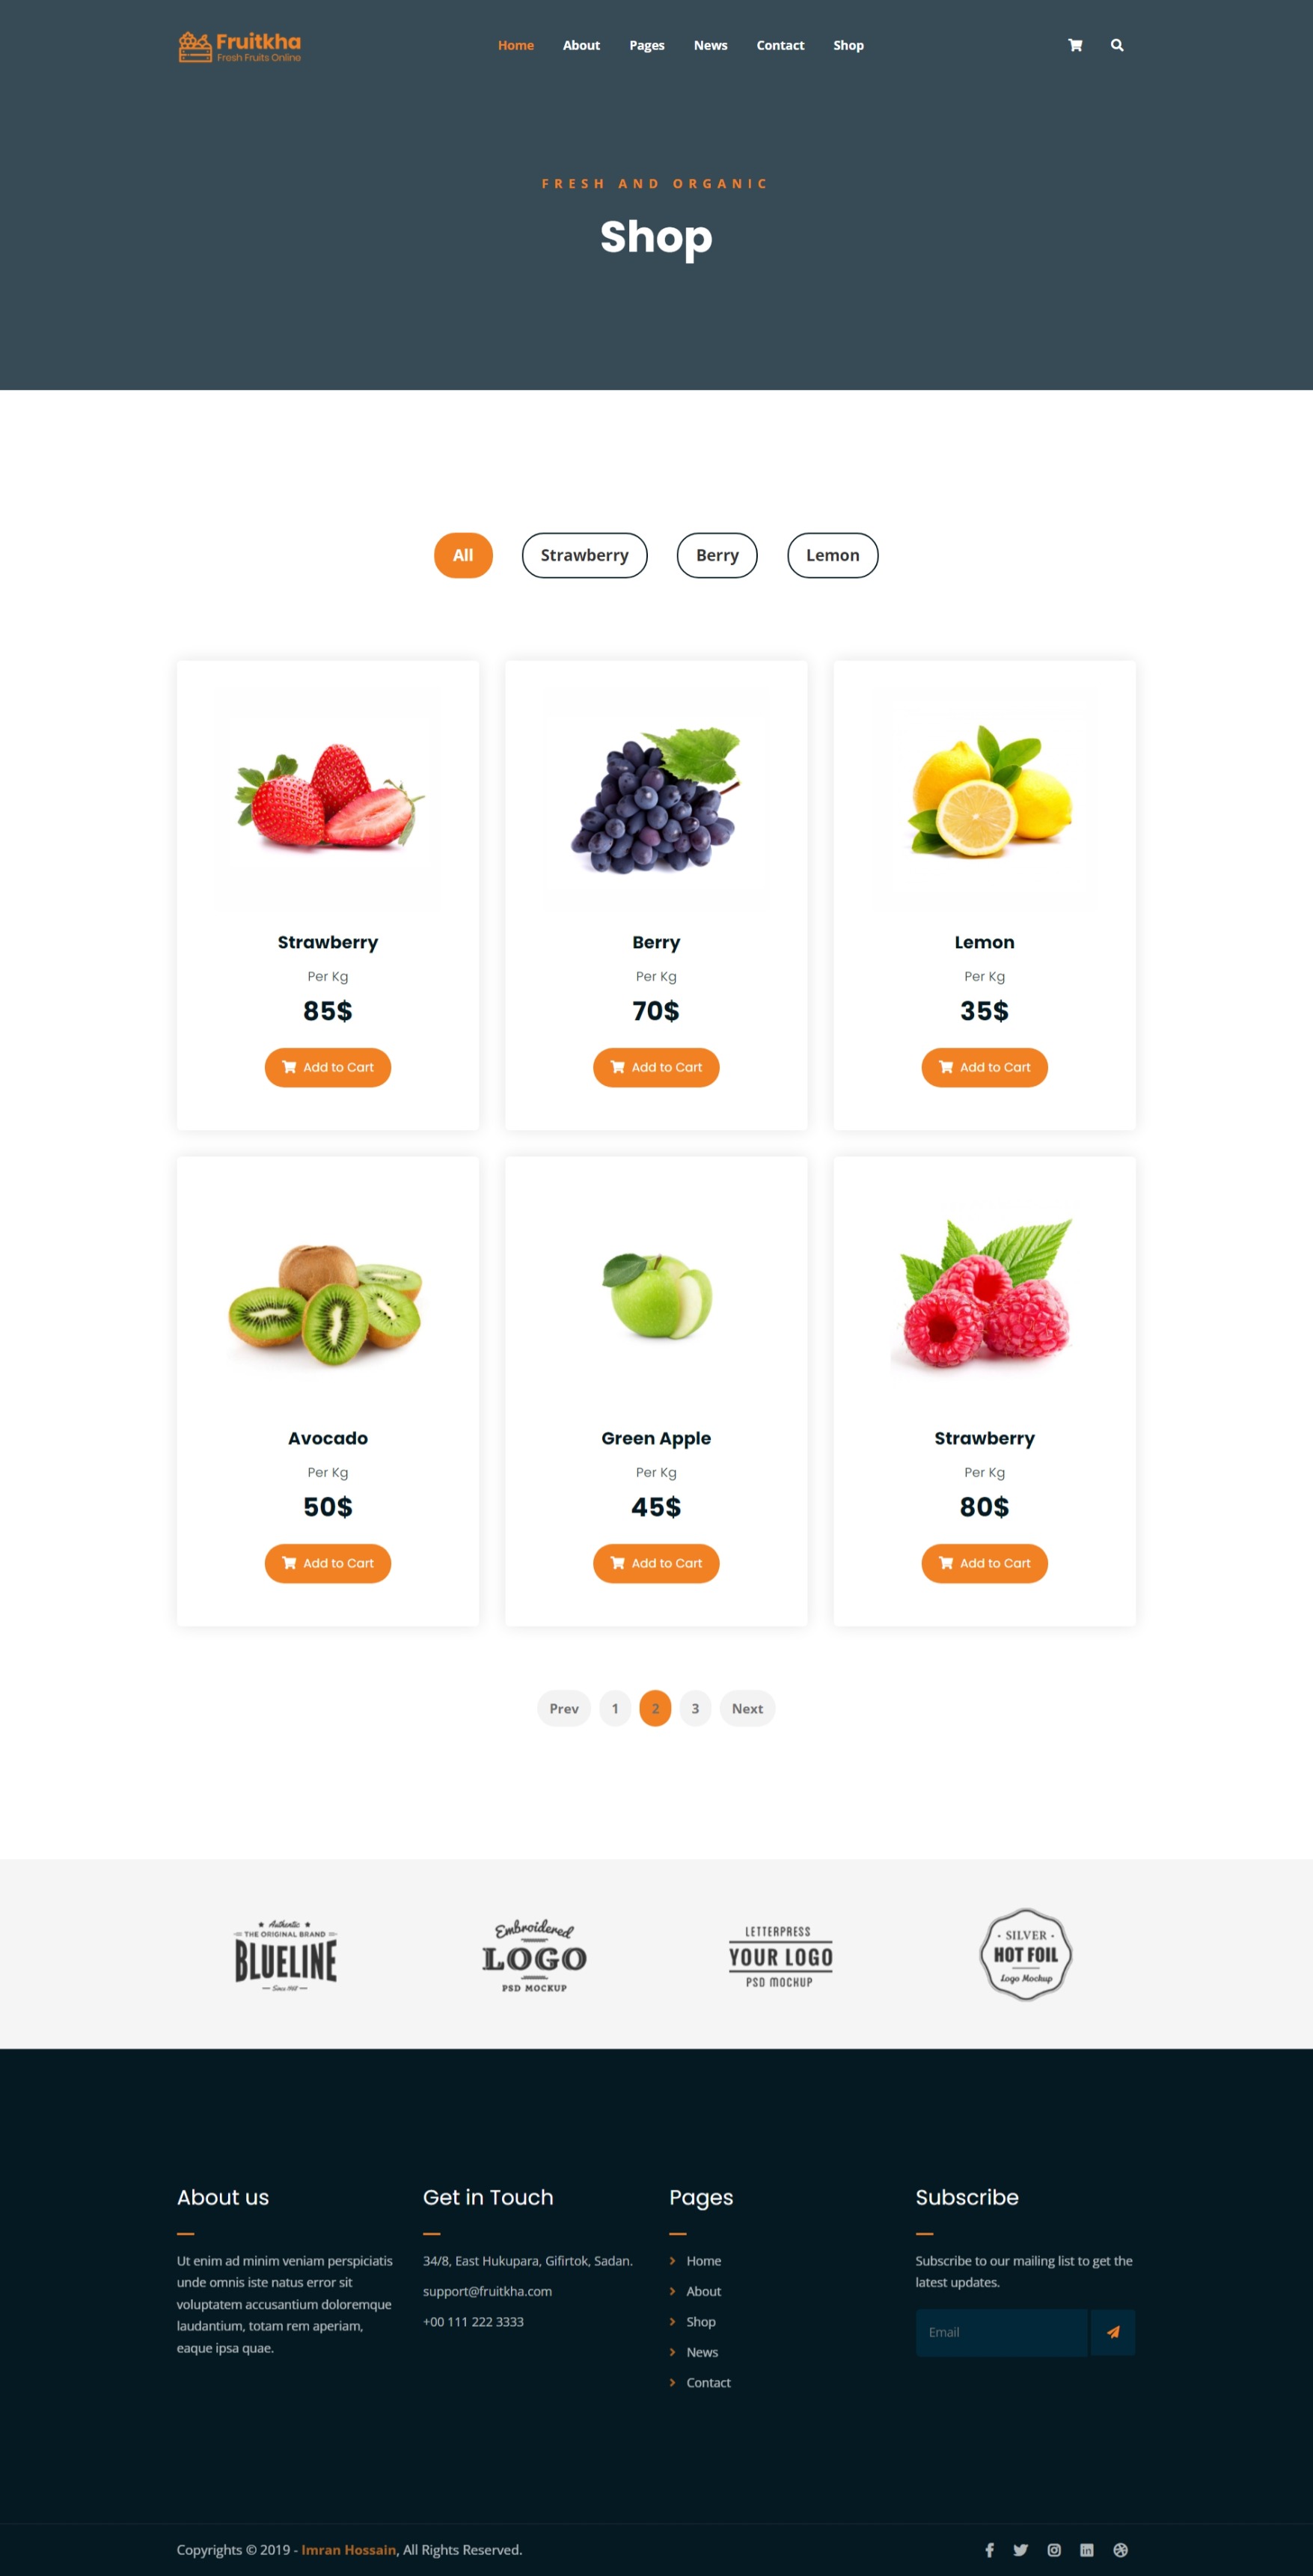 Fruitkha
Fresh Fruits Online
Home About Pages News Contact Shop
FRESH AND ORGANIC
Shop
All Strawberry Berry Lemon
Strawberry
Per Kg
85$
Add to Cart
Berry
Per Kg
70$
Add to Cart
Lemon
Per Kg
35$
Add to Cart
Avocado
Per Kg
50$
Add to Cart
Green Apple
Per Kg
45$
Add to Cart
Strawberry
Per Kg
80$
Add to Cart
Prev 1 2 3 Next
Authentic
THE ORIGINAL BRAND
BLUELINE
Embroidered
LOGO
PSD MOCKUP
LETTERPRESS
YOUR LOGO
PSD MOCKUP
· SILVER ·
HOT FOIL
Logo Mockup
About us
Ut enim ad minim veniam perspiciatis
unde omnis iste natus error sit
voluptatem accusantium doloremque
laudantium, totam rem aperiam,
eaque ipsa quae.
Get in Touch
34/8, East Hukupara, Gifirtok, Sadan.
support@fruitkha.com
+00 111 222 3333
Pages
Home
About
Shop
News
Contact
Subscribe
Subscribe to our mailing list to get the
latest updates.
Email
Copyrights © 2019 - Imran Hossain, All Rights Reserved.